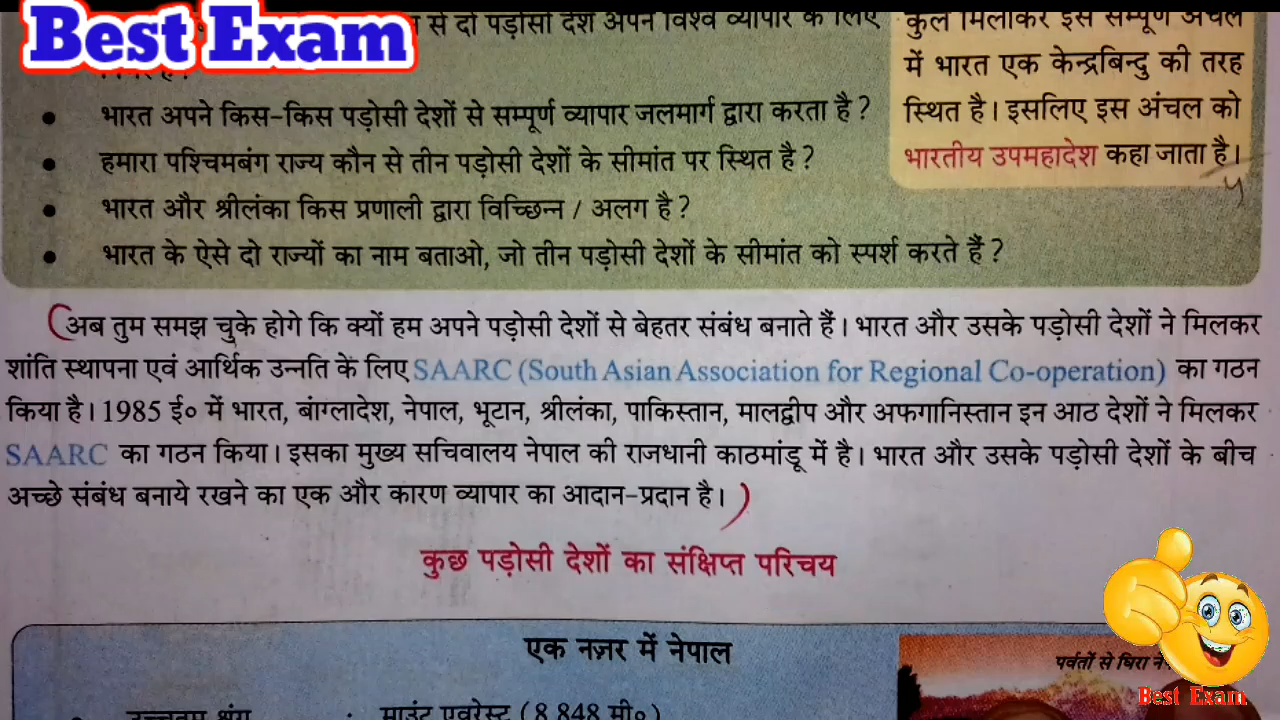 Best Exam
से दो पड़ोसी देश अपने विश्व व्यापार के लिए
भारत अपने किस-किस पड़ोसी देशों से सम्पूर्ण व्यापार जलमार्ग द्वारा करता है ?
हमारा पश्चिमबंग राज्य कौन से तीन पड़ोसी देशों के सीमांत पर स्थित है ?
भारत और श्रीलंका किस प्रणाली द्वारा विच्छिन्न / अलग है ?
भारत के ऐसे दो राज्यों का नाम बताओ, जो तीन पड़ोसी देशों के सीमांत को स्पर्श करते हैं ?
कुल मिलाकर इस सम्पूर्ण अंचल
में भारत एक केन्द्रबिन्दु की तरह
स्थित है। इसलिए इस अंचल को
भारतीय उपमहादेश कहा जाता है।
अब तुम समझ चुके होगे कि क्यों हम अपने पड़ोसी देशों से बेहतर संबंध बनाते हैं। भारत और उसके पड़ोसी देशों ने मिलकर
शांति स्थापना एवं आर्थिक उन्नति के लिए SAARC (South Asian Association for Regional Co-operation) का गठन
किया है। 1985 ई० में भारत, बांग्लादेश, नेपाल, भूटान, श्रीलंका, पाकिस्तान, मालद्वीप और अफगानिस्तान इन आठ देशों ने मिलकर
SAARC का गठन किया। इसका मुख्य सचिवालय नेपाल की राजधानी काठमांडू में है। भारत और उसके पड़ोसी देशों के बीच
अच्छे संबंध बनाये रखने का एक और कारण व्यापार का आदान-प्रदान है।
कुछ पड़ोसी देशों का संक्षिप्त परिचय
एक नज़र में नेपाल
पर्वतों से घिरा
उच्चतम शृंग : माउंट एवरेस्ट (8,848 मी०)
Best Exam